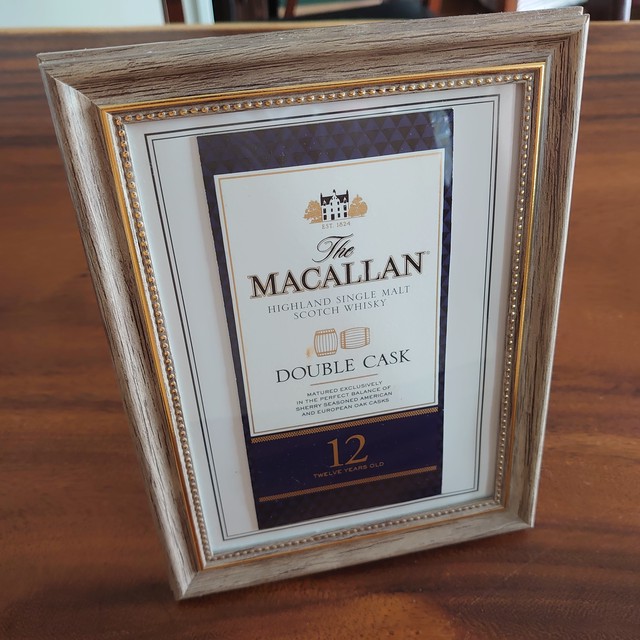 EST. 1824
The
MACALLAN
HIGHLAND SINGLE MALT
SCOTCH WHISKY
DOUBLE CASK
MATURED EXCLUSIVELY
IN THE PERFECT BALANCE OF
SHERRY SEASONED AMERICAN
AND EUROPEAN OAK CASKS
12
TWELVE YEARS OLD